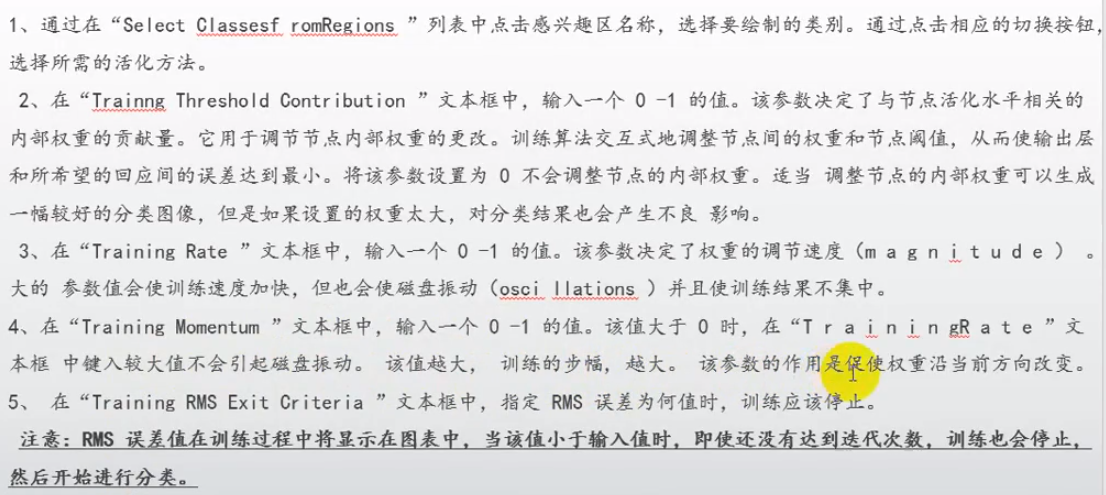 1、通过在“Select Classesf romRegions ”列表中点击感兴趣区名称，选择要绘制的类别。通过点击相应的切换按钮，
选择所需的活化方法。
2、在“Trainng Threshold Contribution ”文本框中，输入一个 0 -1 的值。该参数决定了与节点活化水平相关的
内部权重的贡献量。它用于调节节点内部权重的更改。训练算法交互式地调整节点间的权重和节点阈值，从而使输出层
和所希望的回应间的误差达到最小。将该参数设置为 0 不会调整节点的内部权重。适当 调整节点的内部权重可以生成
一幅较好的分类图像，但是如果设置的权重太大，对分类结果也会产生不良 影响。
3、在“Training Rate ”文本框中，输入一个 0 -1 的值。该参数决定了权重的调节速度（m a g n i t u d e ） 。
大的 参数值会使训练速度加快，但也会使磁盘振动（osci llations ）并且使训练结果不集中。
4、在“Training Momentum ”文本框中，输入一个 0 -1 的值。该值大于 0 时，在“T r a i n i n gR a t e ”文
本框 中键入较大值不会引起磁盘振动。 该值越大， 训练的步幅，越大。 该参数的作用是促使权重沿当前方向改变。
5、 在“Training RMS Exit Criteria ”文本框中，指定 RMS 误差为何值时，训练应该停止。
注意：RMS 误差值在训练过程中将显示在图表中，当该值小于输入值时，即使还没有达到迭代次数，训练也会停止，
然后开始进行分类。